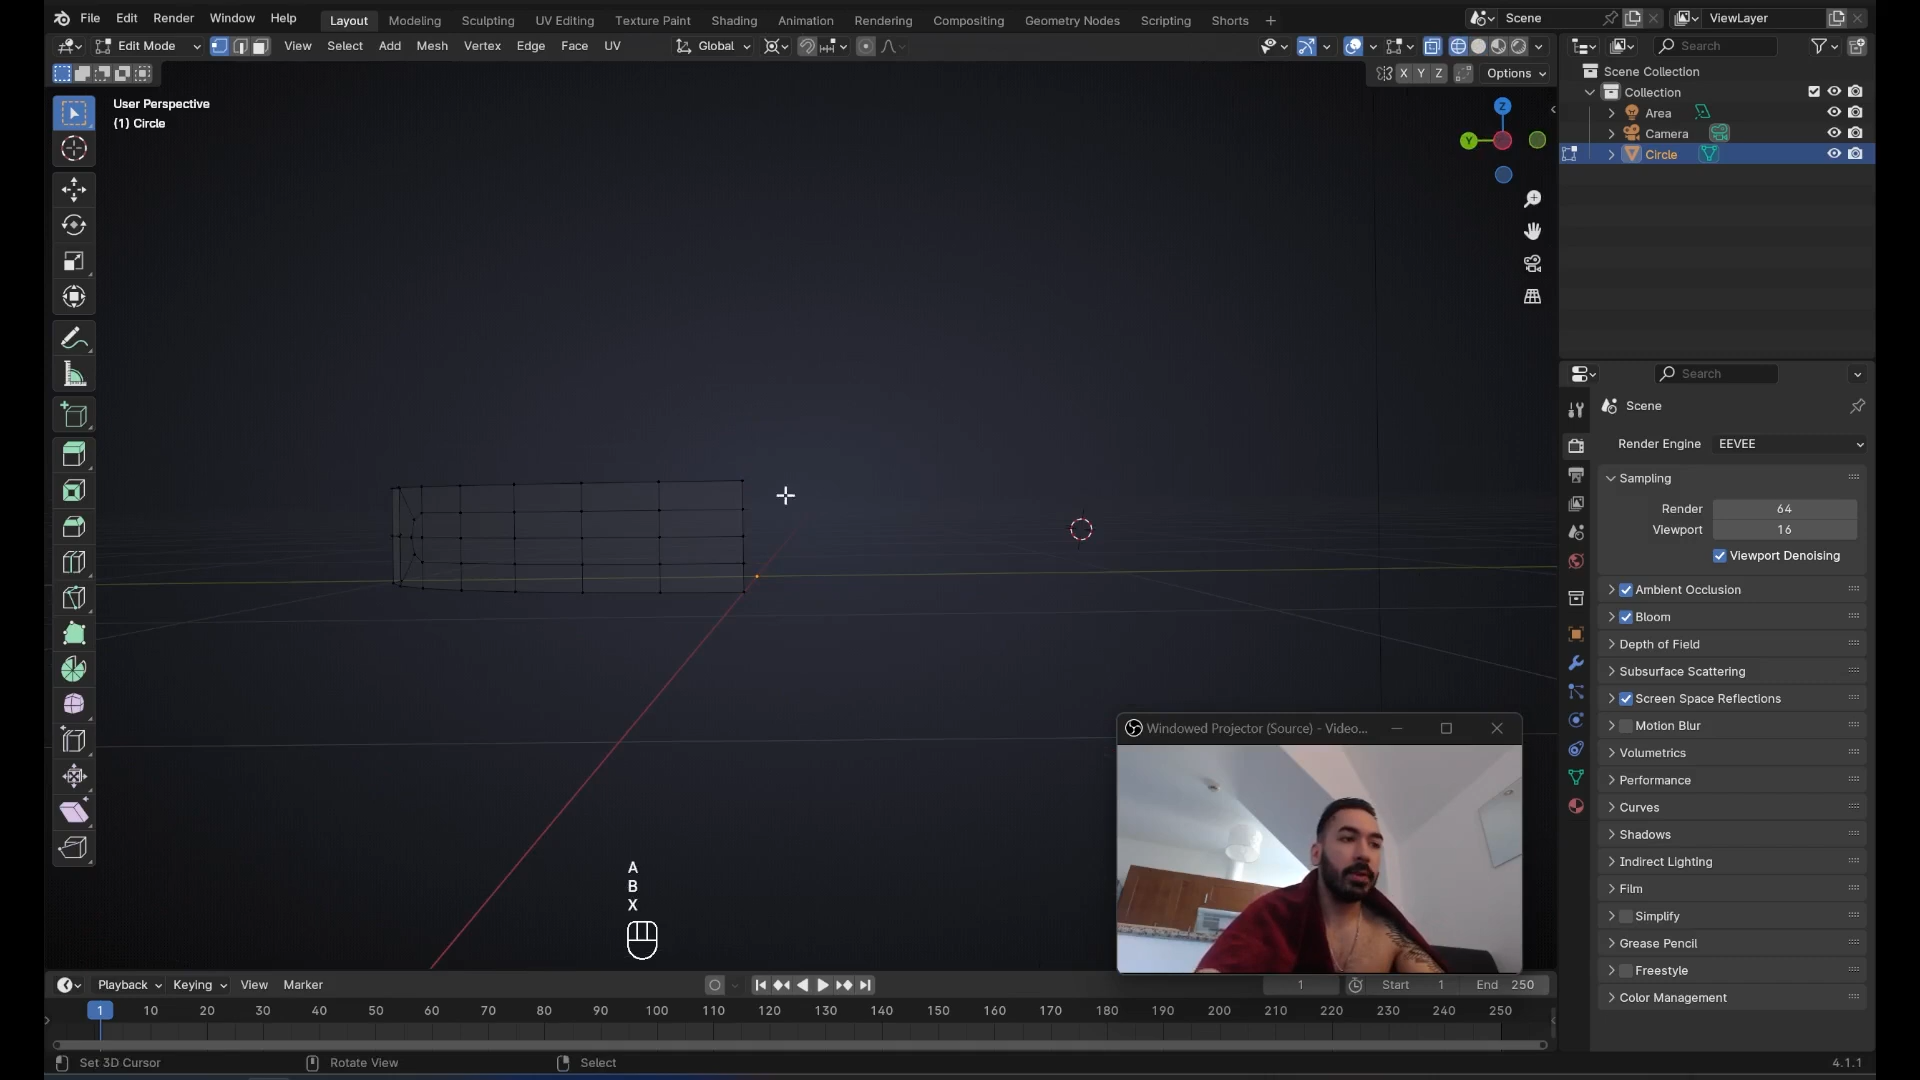 File Edit Render Window Help Layout Modeling Sculpting UV Editing Texture Paint Shading Animation Rendering Compositing Geometry Nodes Scripting Shorts + Scene ViewLayer
Edit Mode View Select Add Mesh Vertex Edge Face UV Global Search
X Y Z Options
User Perspective
(1) Circle
Z
Y
Scene Collection
Collection
Area
Camera
Circle
Search
Scene
Render Engine EEVEE
Sampling
Render 64
Viewport 16
Viewport Denoising
Ambient Occlusion
Bloom
Depth of Field
Subsurface Scattering
Screen Space Reflections
Motion Blur
Volumetrics
Performance
Curves
Shadows
Indirect Lighting
Film
Simplify
Grease Pencil
Freestyle
Color Management
Windowed Projector (Source) - Video...
A
B
X
Playback Keying View Marker 1 Start 1 End 250
1 10 20 30 40 50 60 70 80 90 100 110 120 130 140 150 160 170 180 190 200 210 220 230 240 250
Set 3D Cursor Rotate View Select 4.1.1